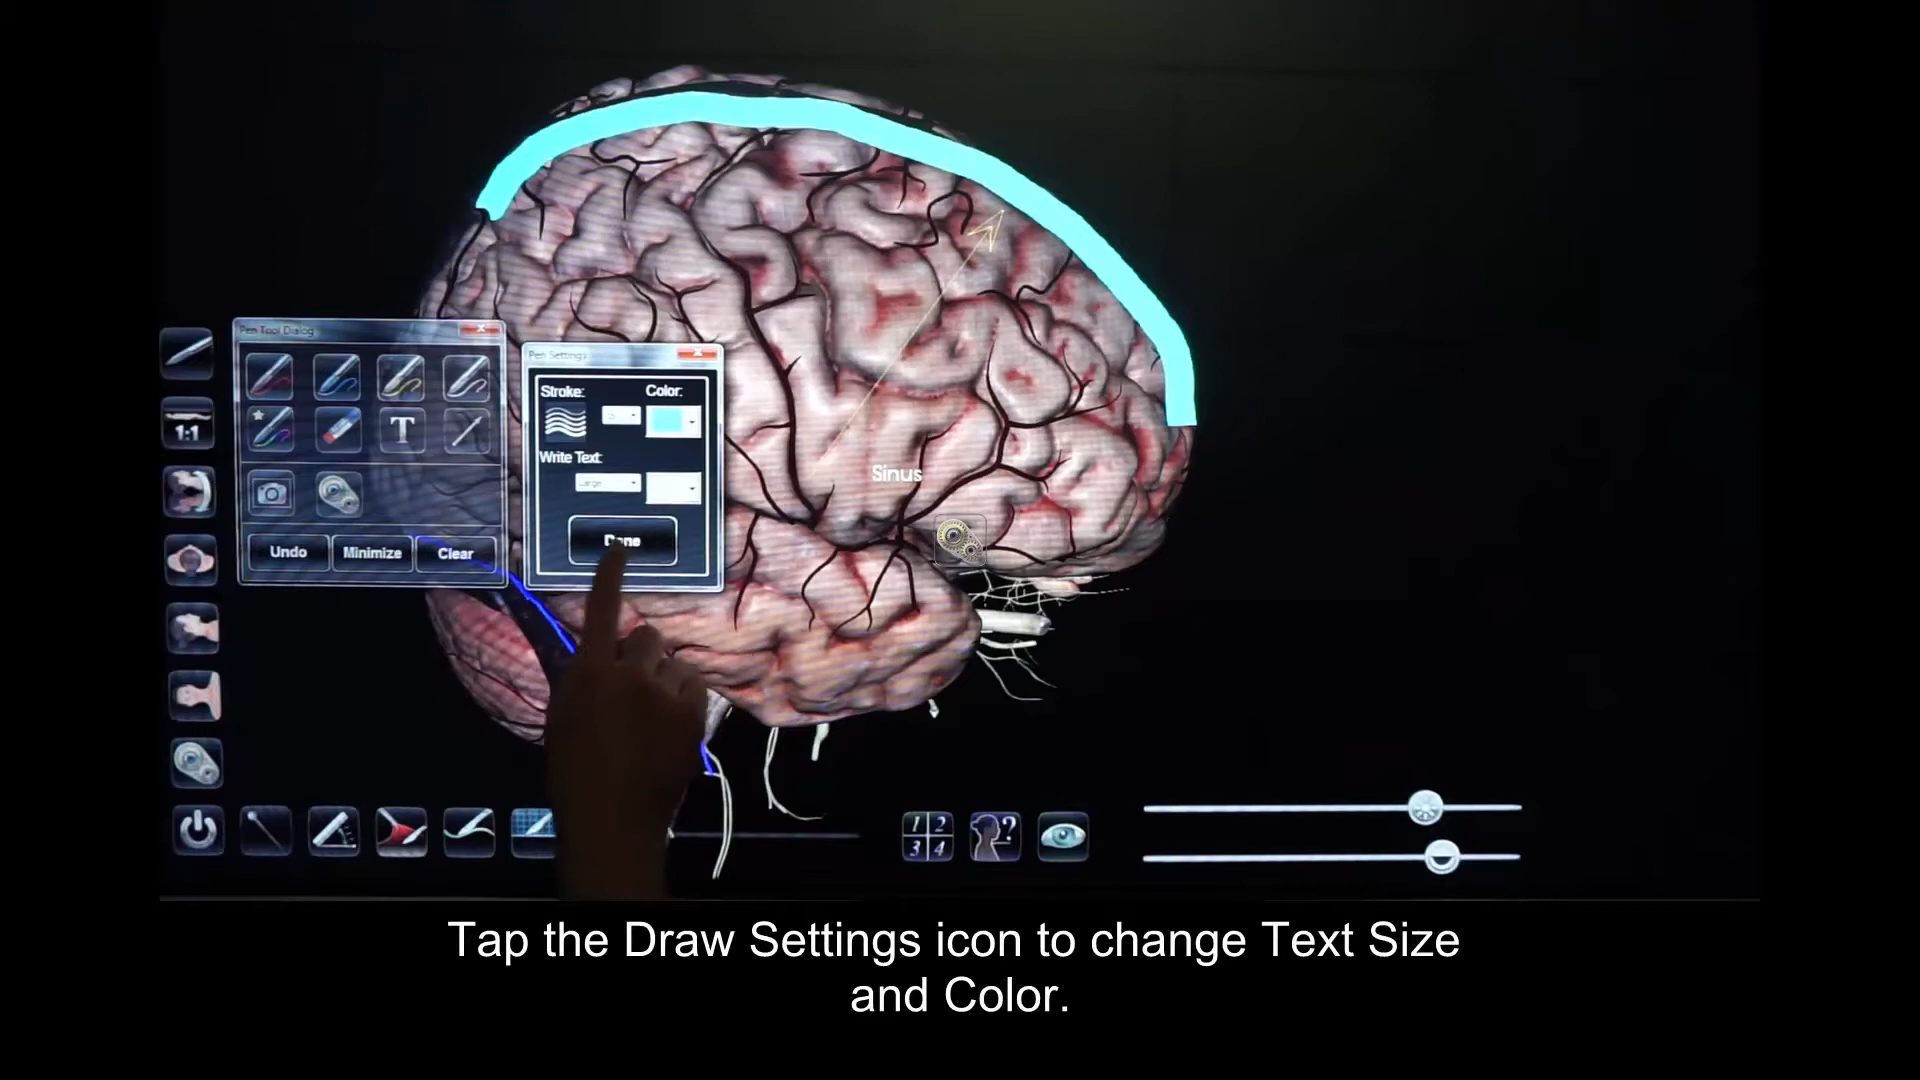 Pen Tool Dialog
Pen Settings
Stroke:
Color:
1:1
T
Write Text:
Sinus
Large
Done
Undo
Minimize
Clear
1 2
3 4
?
Tap the Draw Settings icon to change Text Size
and Color.